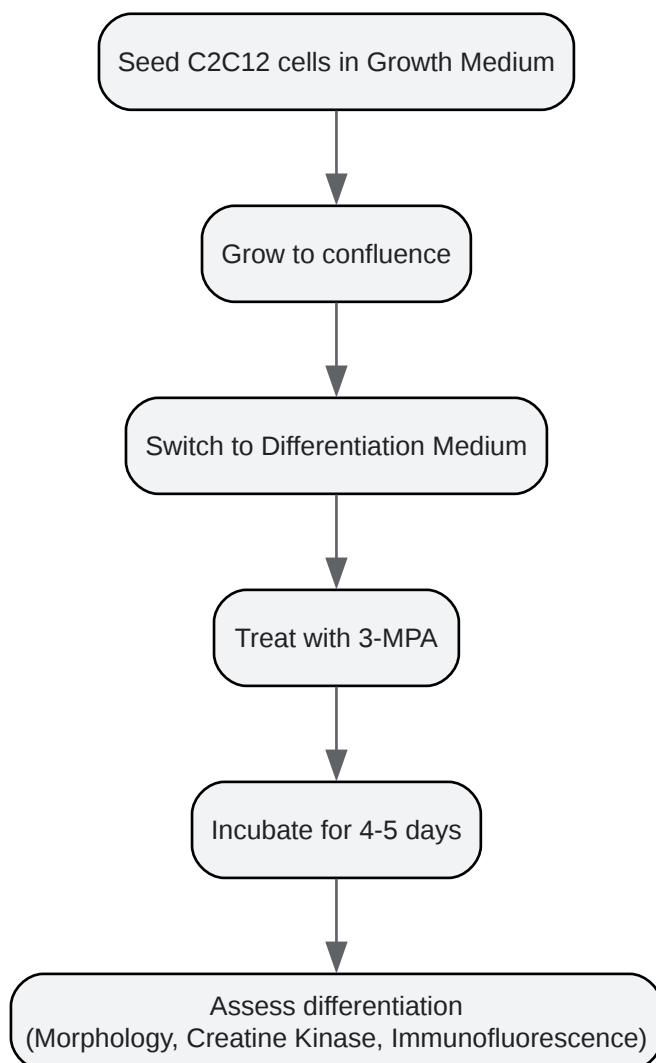 Seed C2C12 cells in Growth Medium
Grow to confluence
Switch to Differentiation Medium
Treat with 3-MPA
Incubate for 4-5 days
Assess differentiation
(Morphology, Creatine Kinase, Immunofluorescence)